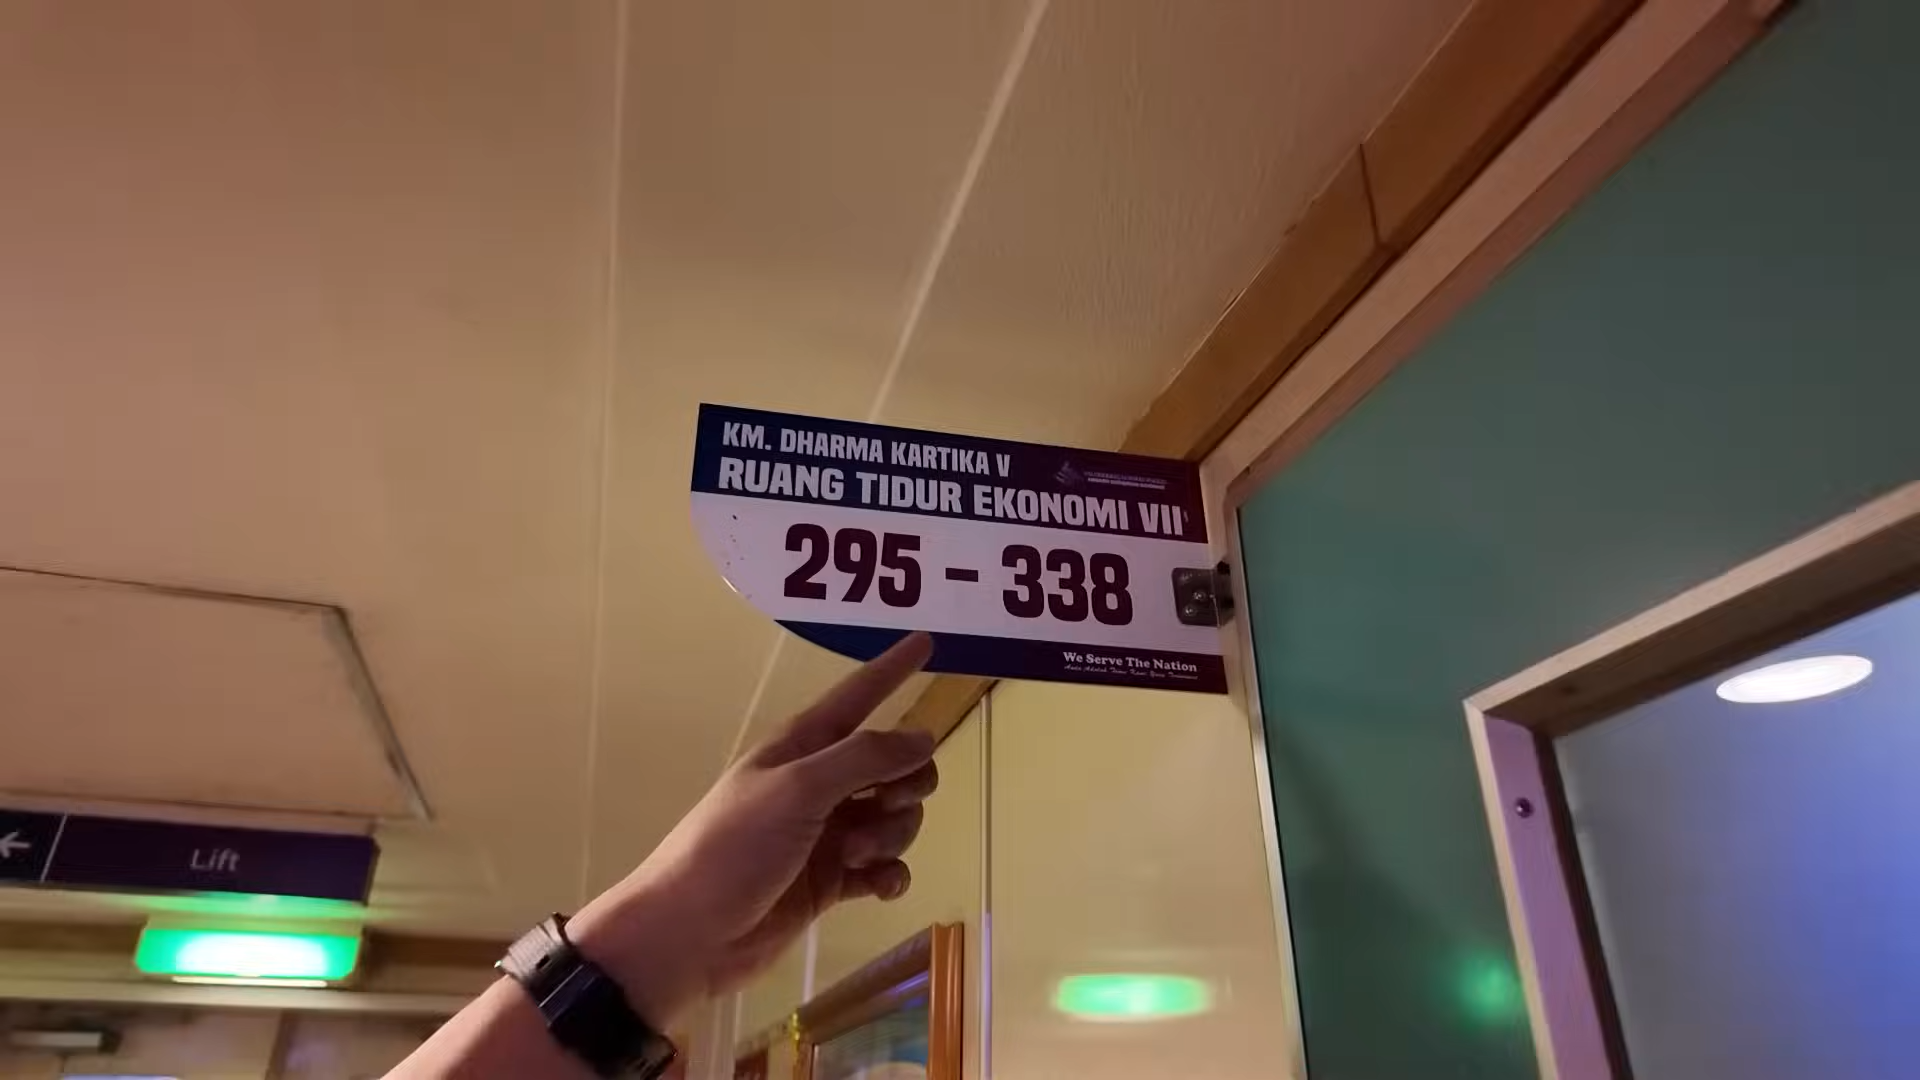 KM. DHARMA KARTIKA V
RUANG TIDUR EKONOMI VII
295 - 338
We Serve The Nation
Lift